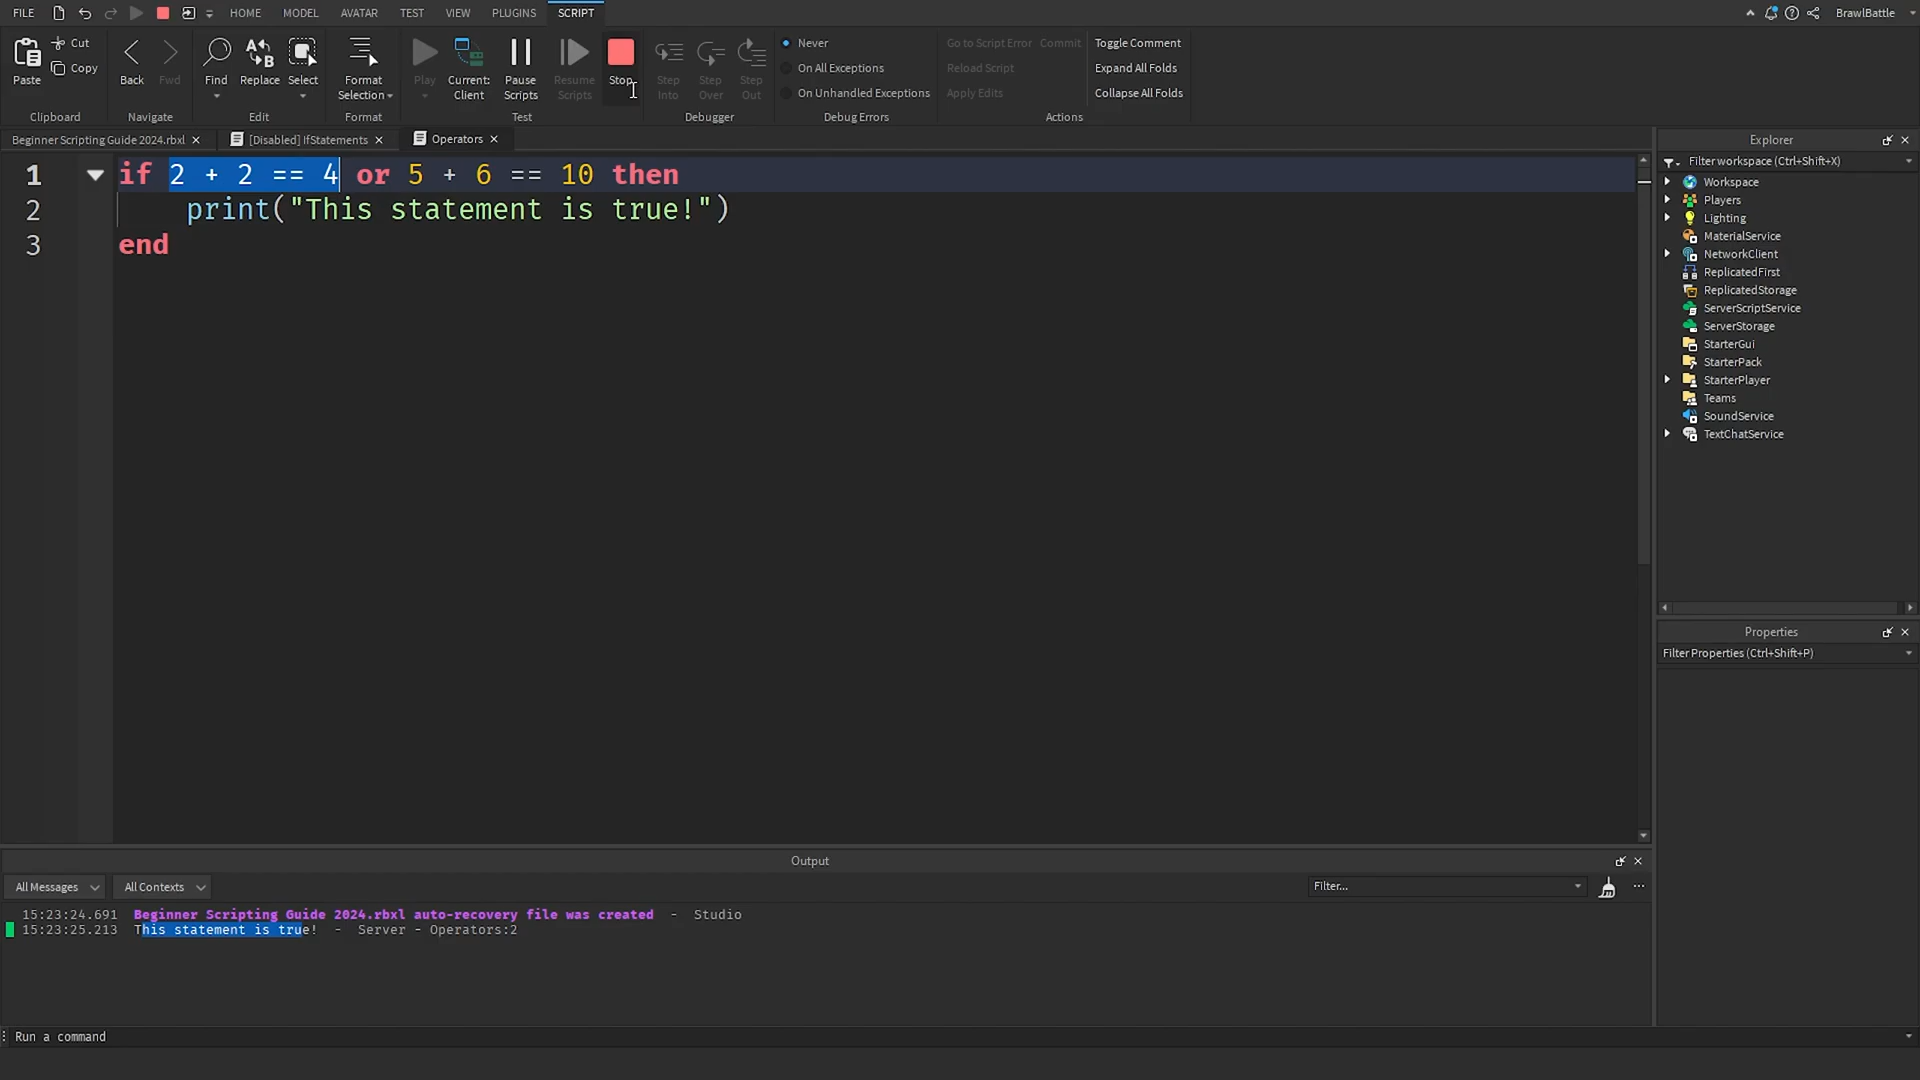 FILE HOME MODEL AVATAR TEST VIEW PLUGINS SCRIPT BrawlBattle
Paste Cut Copy
Clipboard
Back Fwd
Navigate
Find Replace Select
Edit
Format Selection
Format
Play Current: Client Pause Scripts Resume Scripts Stop
Test
Step Into Step Over Step Out
Debugger
Never
On All Exceptions
On Unhandled Exceptions
Debug Errors
Go to Script Error Commit
Reload Script
Apply Edits
Toggle Comment
Expand All Folds
Collapse All Folds
Actions
Beginner Scripting Guide 2024.rbxl [Disabled] IfStatements Operators
1 if 2 + 2 == 4 or 5 + 6 == 10 then
2 print("This statement is true!")
3 end
Explorer
Filter workspace (Ctrl+Shift+X)
Workspace
Players
Lighting
MaterialService
NetworkClient
ReplicatedFirst
ReplicatedStorage
ServerScriptService
ServerStorage
StarterGui
StarterPack
StarterPlayer
Teams
SoundService
TextChatService
Properties
Filter Properties (Ctrl+Shift+P)
Output
All Messages All Contexts Filter...
15:23:24.691 Beginner Scripting Guide 2024.rbxl auto-recovery file was created - Studio
15:23:25.213 This statement is true! - Server - Operators:2
Run a command